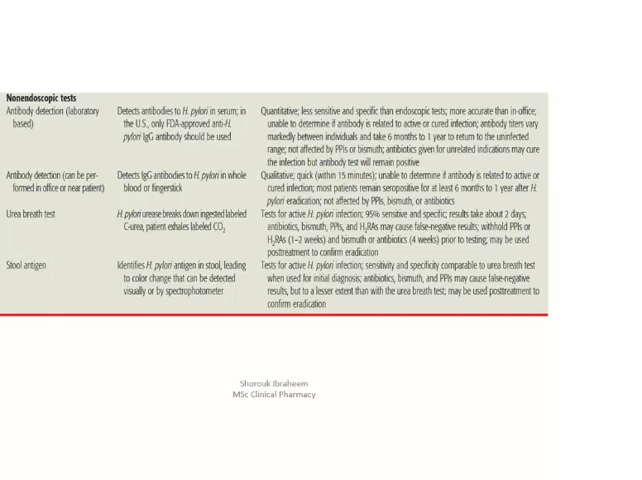 Nonendoscopic tests
Antibody detection (laboratory based)
Detects antibodies to H. pylori in serum; in the U.S., only FDA-approved anti-H. pylori IgG antibody should be used
Quantitative; less sensitive and specific than endoscopic tests; more accurate than in-office;
unable to determine if antibody is related to active or cured infection; antibody titers vary
markedly between individuals and take 6 months to 1 year to return to the uninfected
range; not affected by PPIs or bismuth; antibiotics given for unrelated indications may cure
the infection but antibody test will remain positive
Antibody detection (can be per-
formed in office or near patient)
Detects IgG antibodies to H. pylori in whole
blood or fingerstick
Qualitative; quick (within 15 minutes); unable to determine if antibody is related to active or
cured infection; most patients remain seropositive for at least 6 months to 1 year after H.
pylori eradication; not affected by PPIs, bismuth, or antibiotics
Urea breath test
H. pylori urease breaks down ingested labeled
C-urea, patient exhales labeled CO2
Tests for active H. pylori infection; 95% sensitive and specific; results take about 2 days;
antibiotics, bismuth, PPIs, and H2RAs may cause false-negative results; withhold PPIs or
H2RAs (1–2 weeks) and bismuth or antibiotics (4 weeks) prior to testing; may be used
posttreatment to confirm eradication
Stool antigen
Identifies H. pylori antigen in stool, leading
to color change that can be detected
visually or by spectrophotometer
Tests for active H. pylori infection; sensitivity and specificity comparable to urea breath test
when used for initial diagnosis; antibiotics, bismuth, and PPIs may cause false-negative
results, but to a lesser extent than with the urea breath test; may be used posttreatment to
confirm eradication
Shorouk Ibraheem
MSc Clinical Pharmacy